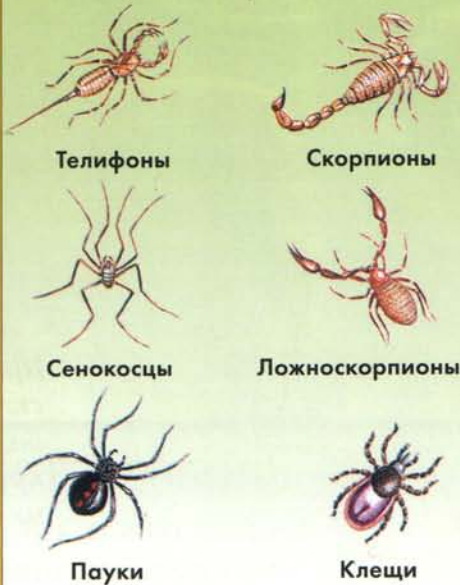 Телифоны
Скорпионы
Сенокосцы
Ложноскорпионы
Пауки
Клещи